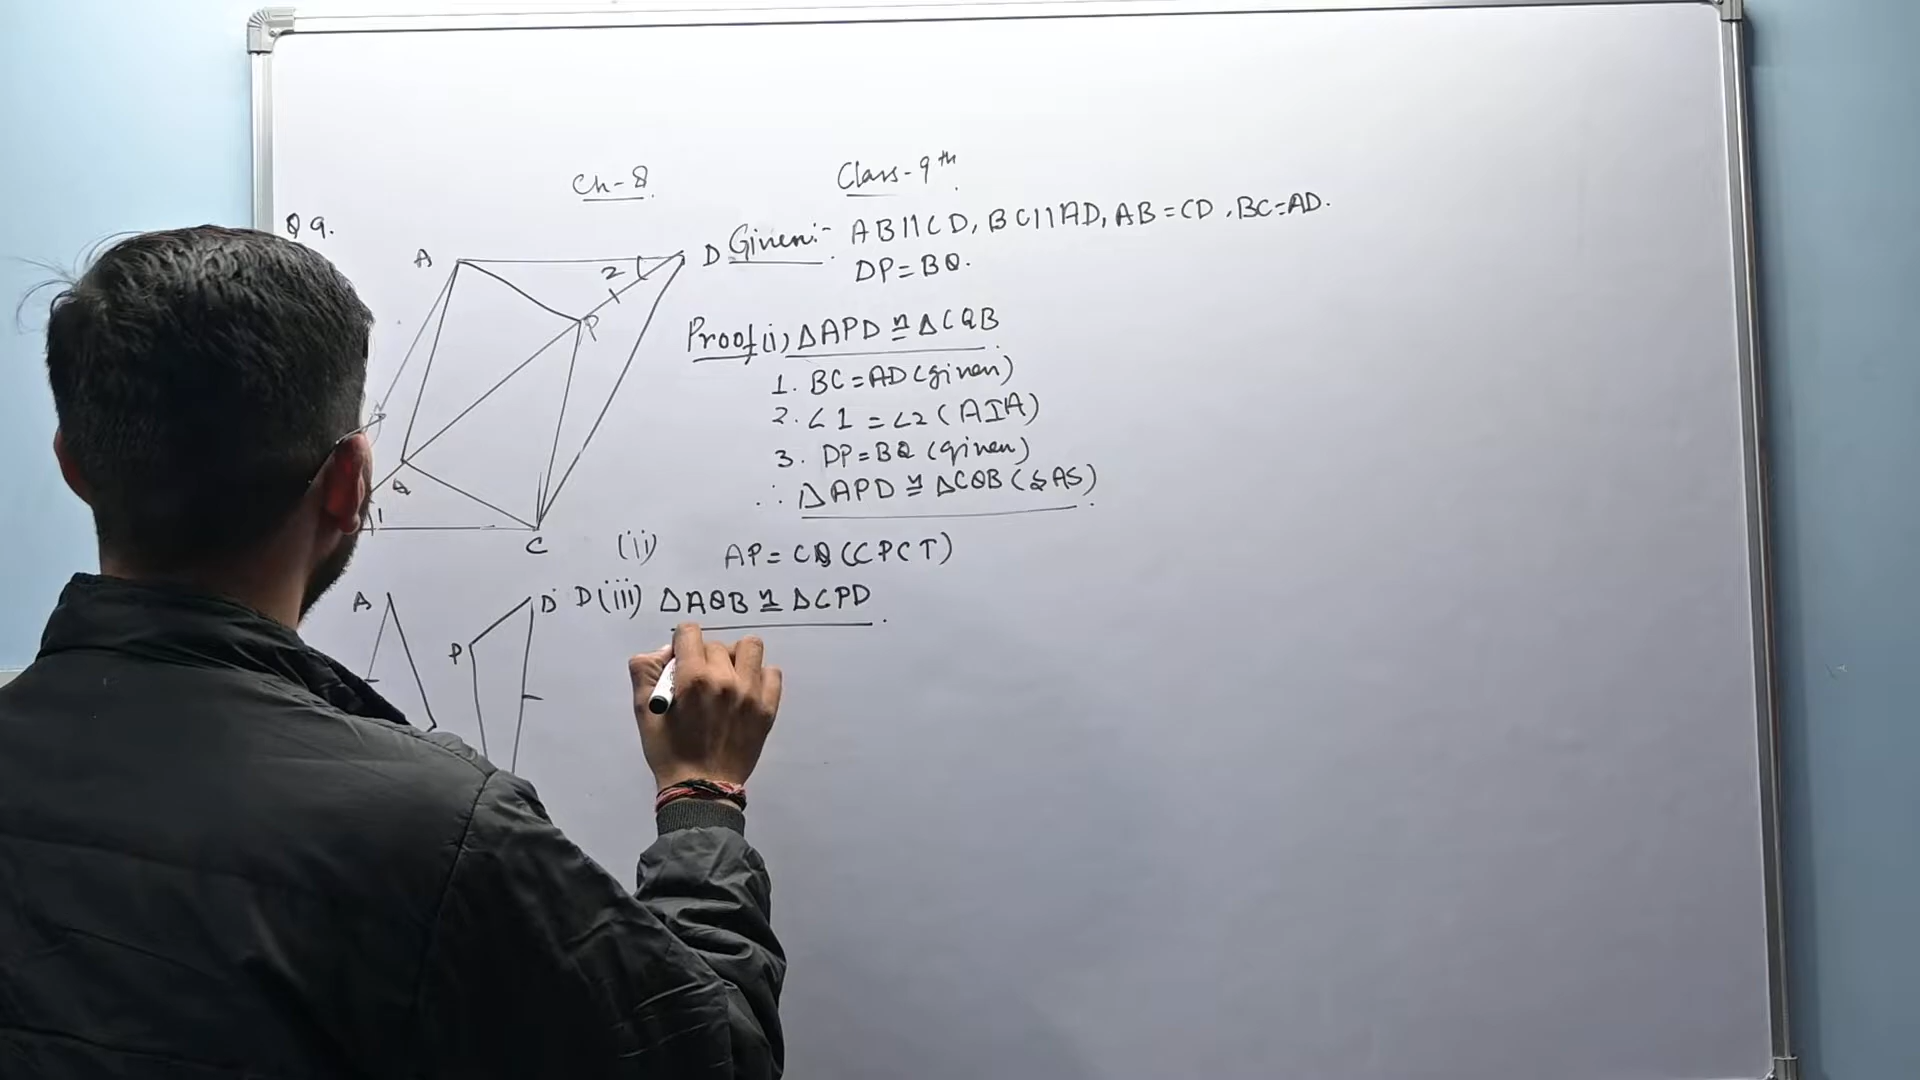 Ch-8
Class-9th
Q9.
Given:- AB||CD, BC||AD, AB=CD, BC=AD.
DP=BQ.
Proof(i) ΔAPD ≅ ΔCQB
1. BC=AD (given)
2. ∠1 = ∠2 (AIA)
3. DP=BQ (given)
∴ ΔAPD ≅ ΔCQB (SAS)
(ii) AP = CQ (CPCT)
(iii) ΔAQB ≅ ΔCPD
A
D
2
P
Q
1
C
A
D
D
P